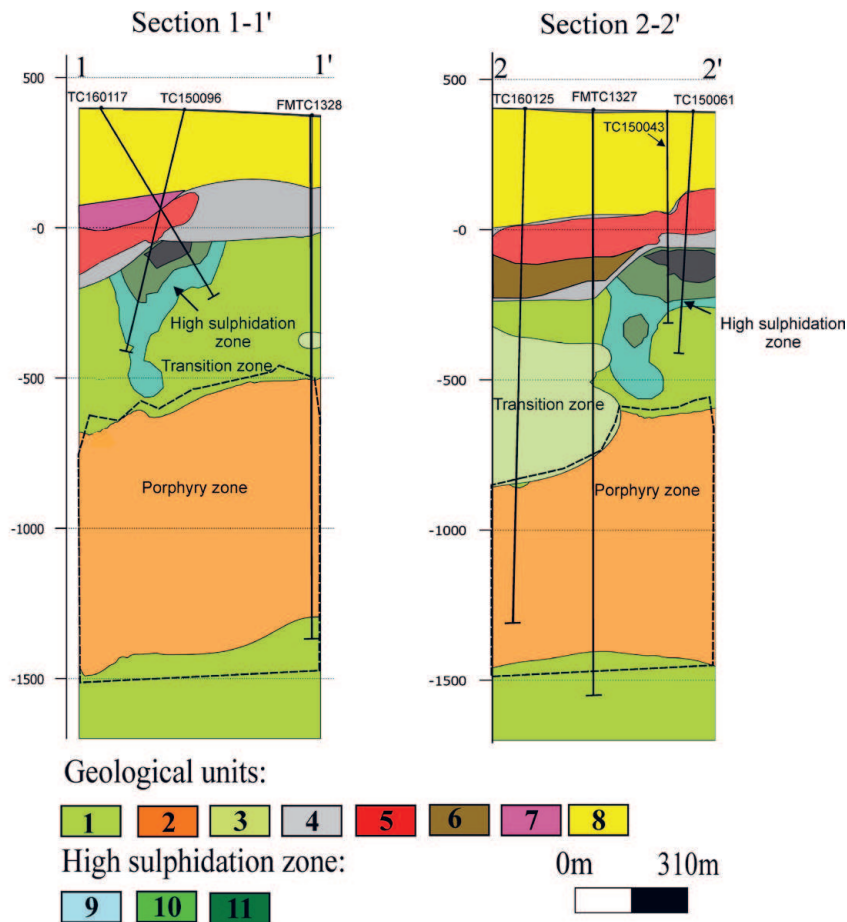 Section 1-1'
Section 2-2'
500
1
1'
TC160117
TC150096
FMTC1328
-0
High sulphidation
zone
Transition zone
-500
Porphyry zone
-1000
-1500
500
2
2'
TC160125
FMTC1327
TC150061
TC150043
-0
High sulphidation
zone
-500
Transition zone
Porphyry zone
-1000
-1500
Geological units:
1 2 3 4 5 6 7 8
High sulphidation zone:
9 10 11
0m 310m